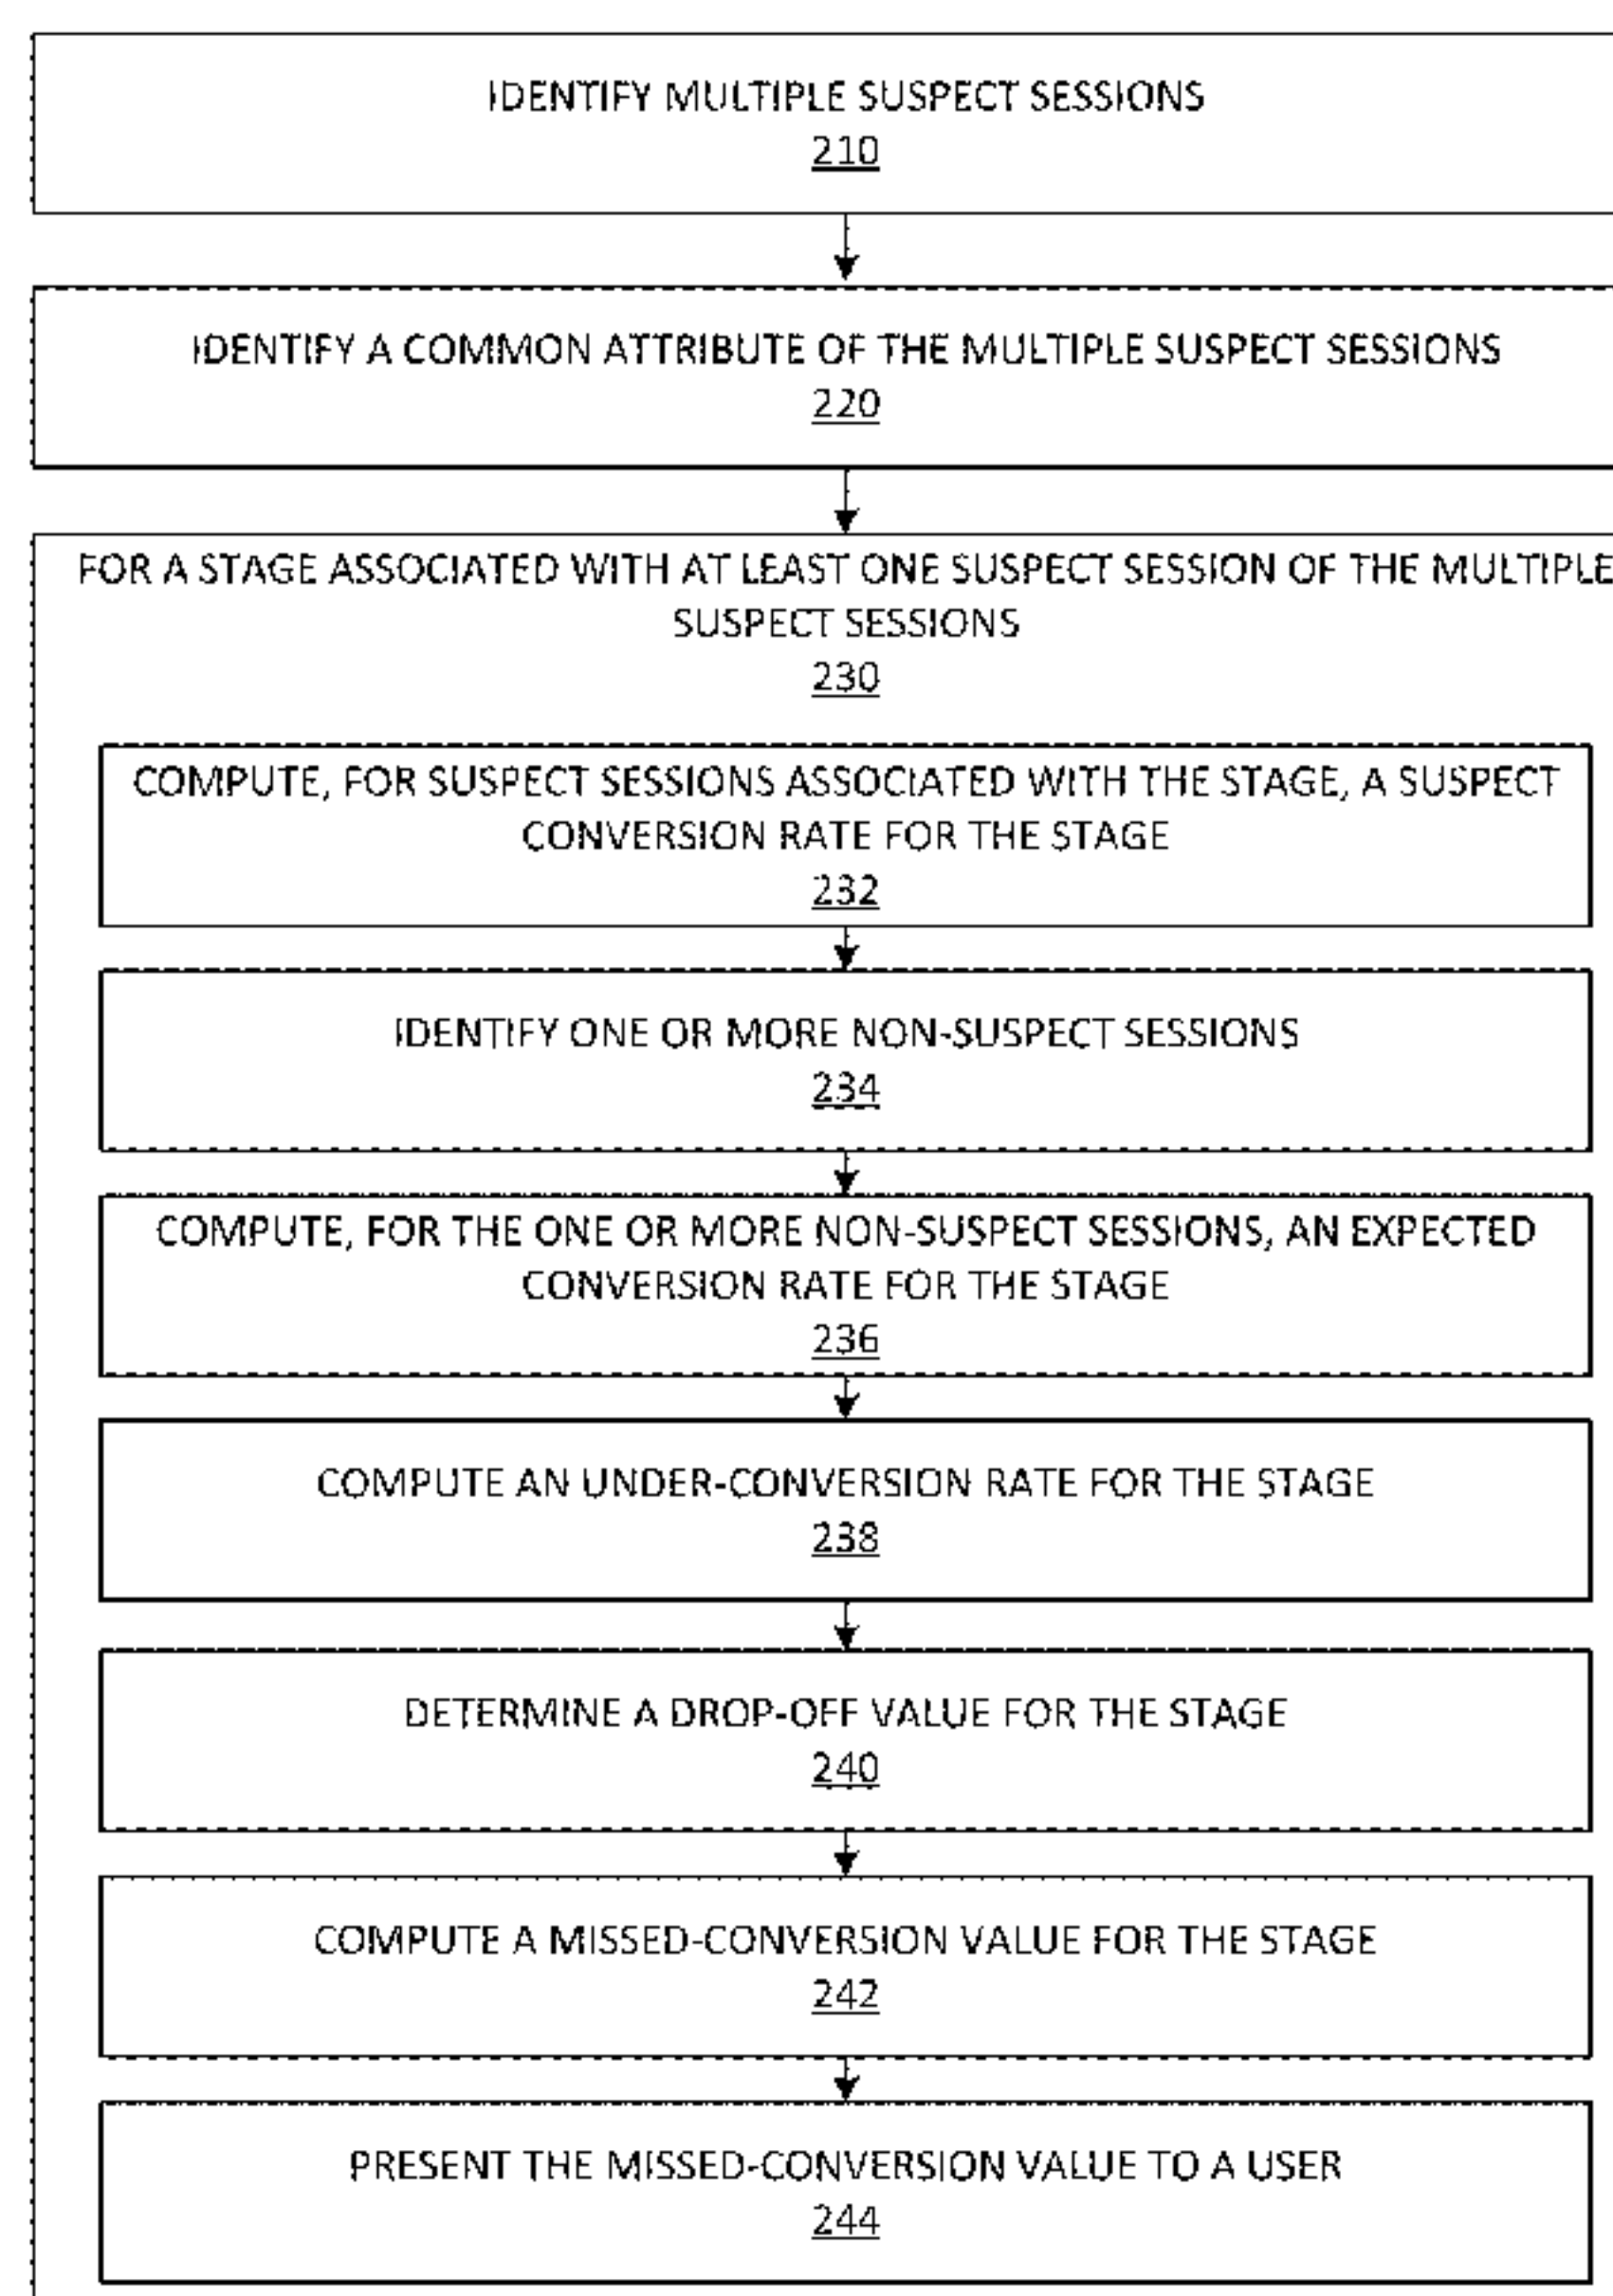 IDENTIFY MULTIPLE SUSPECT SESSIONS
210
IDENTIFY A COMMON ATTRIBUTE OF THE MULTIPLE SUSPECT SESSIONS
220
FOR A STAGE ASSOCIATED WITH AT LEAST ONE SUSPECT SESSION OF THE MULTIPLE
SUSPECT SESSIONS
230
COMPUTE, FOR SUSPECT SESSIONS ASSOCIATED WITH THE STAGE, A SUSPECT
CONVERSION RATE FOR THE STAGE
232
IDENTIFY ONE OR MORE NON-SUSPECT SESSIONS
234
COMPUTE, FOR THE ONE OR MORE NON-SUSPECT SESSIONS, AN EXPECTED
CONVERSION RATE FOR THE STAGE
236
COMPUTE AN UNDER-CONVERSION RATE FOR THE STAGE
238
DETERMINE A DROP-OFF VALUE FOR THE STAGE
240
COMPUTE A MISSED-CONVERSION VALUE FOR THE STAGE
242
PRESENT THE MISSED-CONVERSION VALUE TO A USER
244